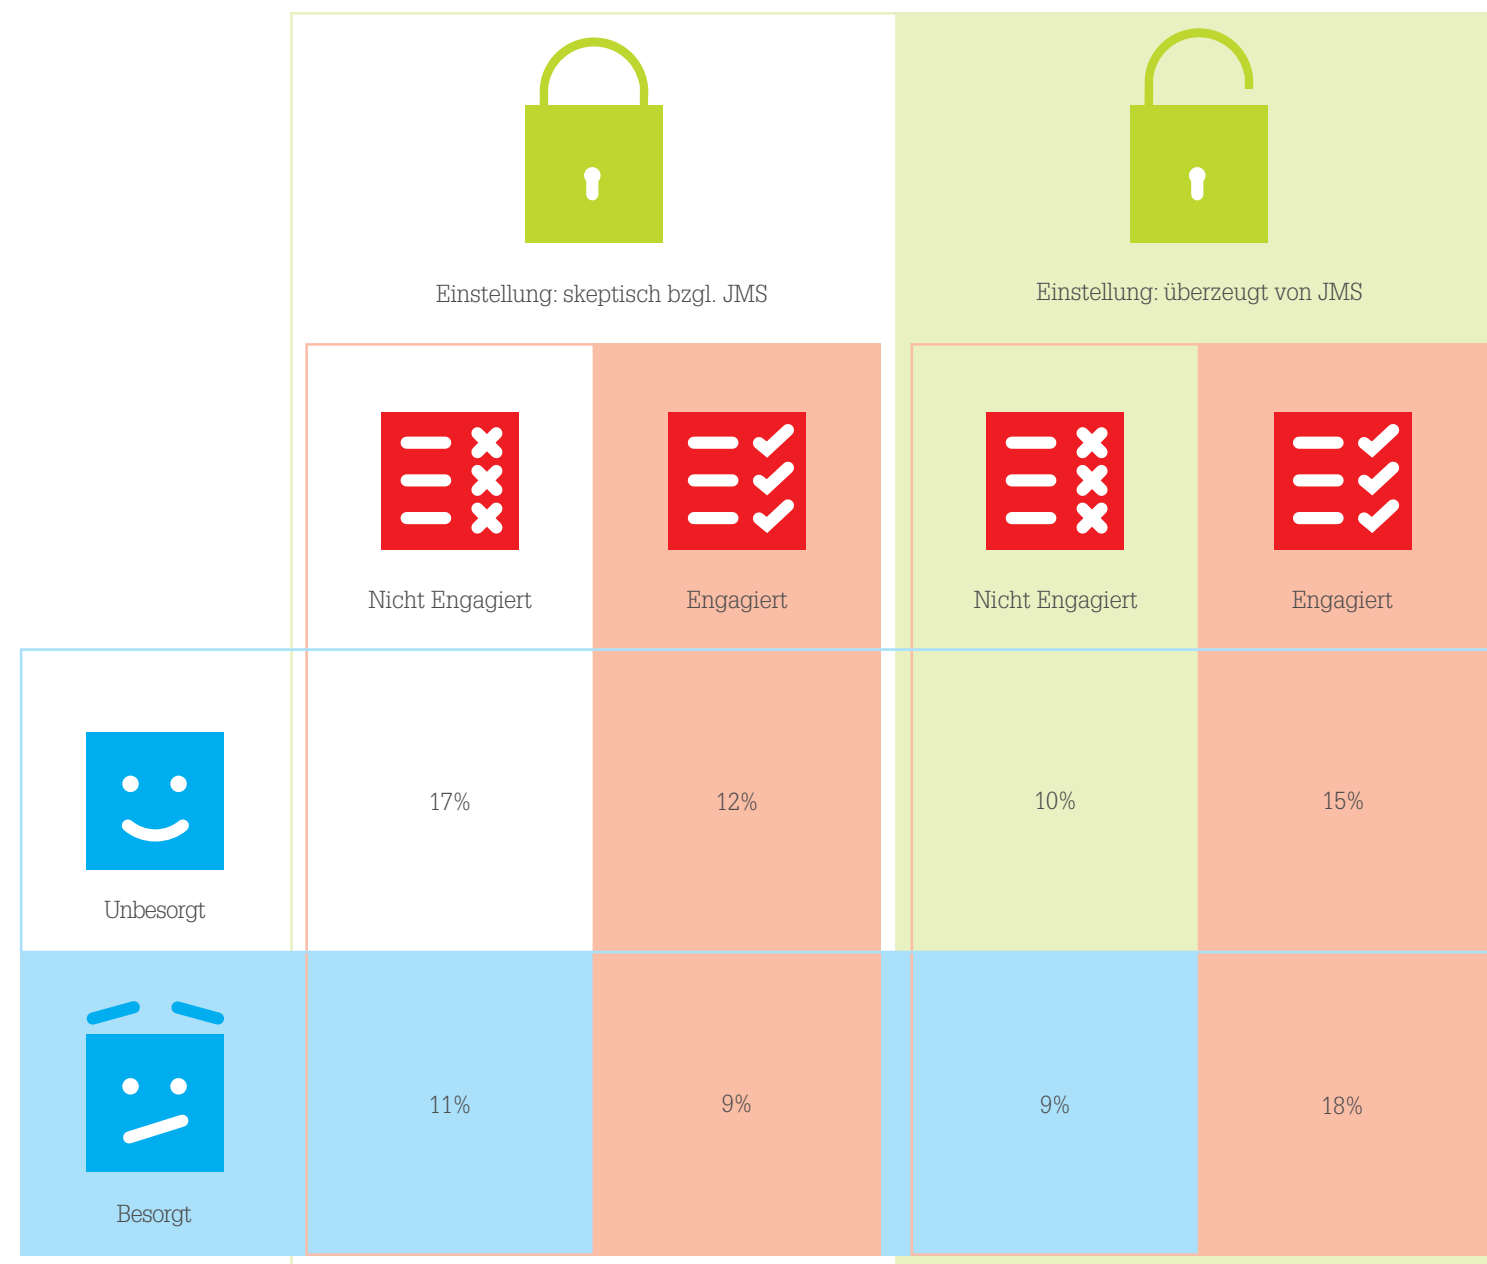 Einstellung: skeptisch bzgl. JMS
Einstellung: überzeugt von JMS
Nicht Engagiert
Engagiert
Nicht Engagiert
Engagiert
Unbesorgt
17%
12%
10%
15%
Besorgt
11%
9%
9%
18%